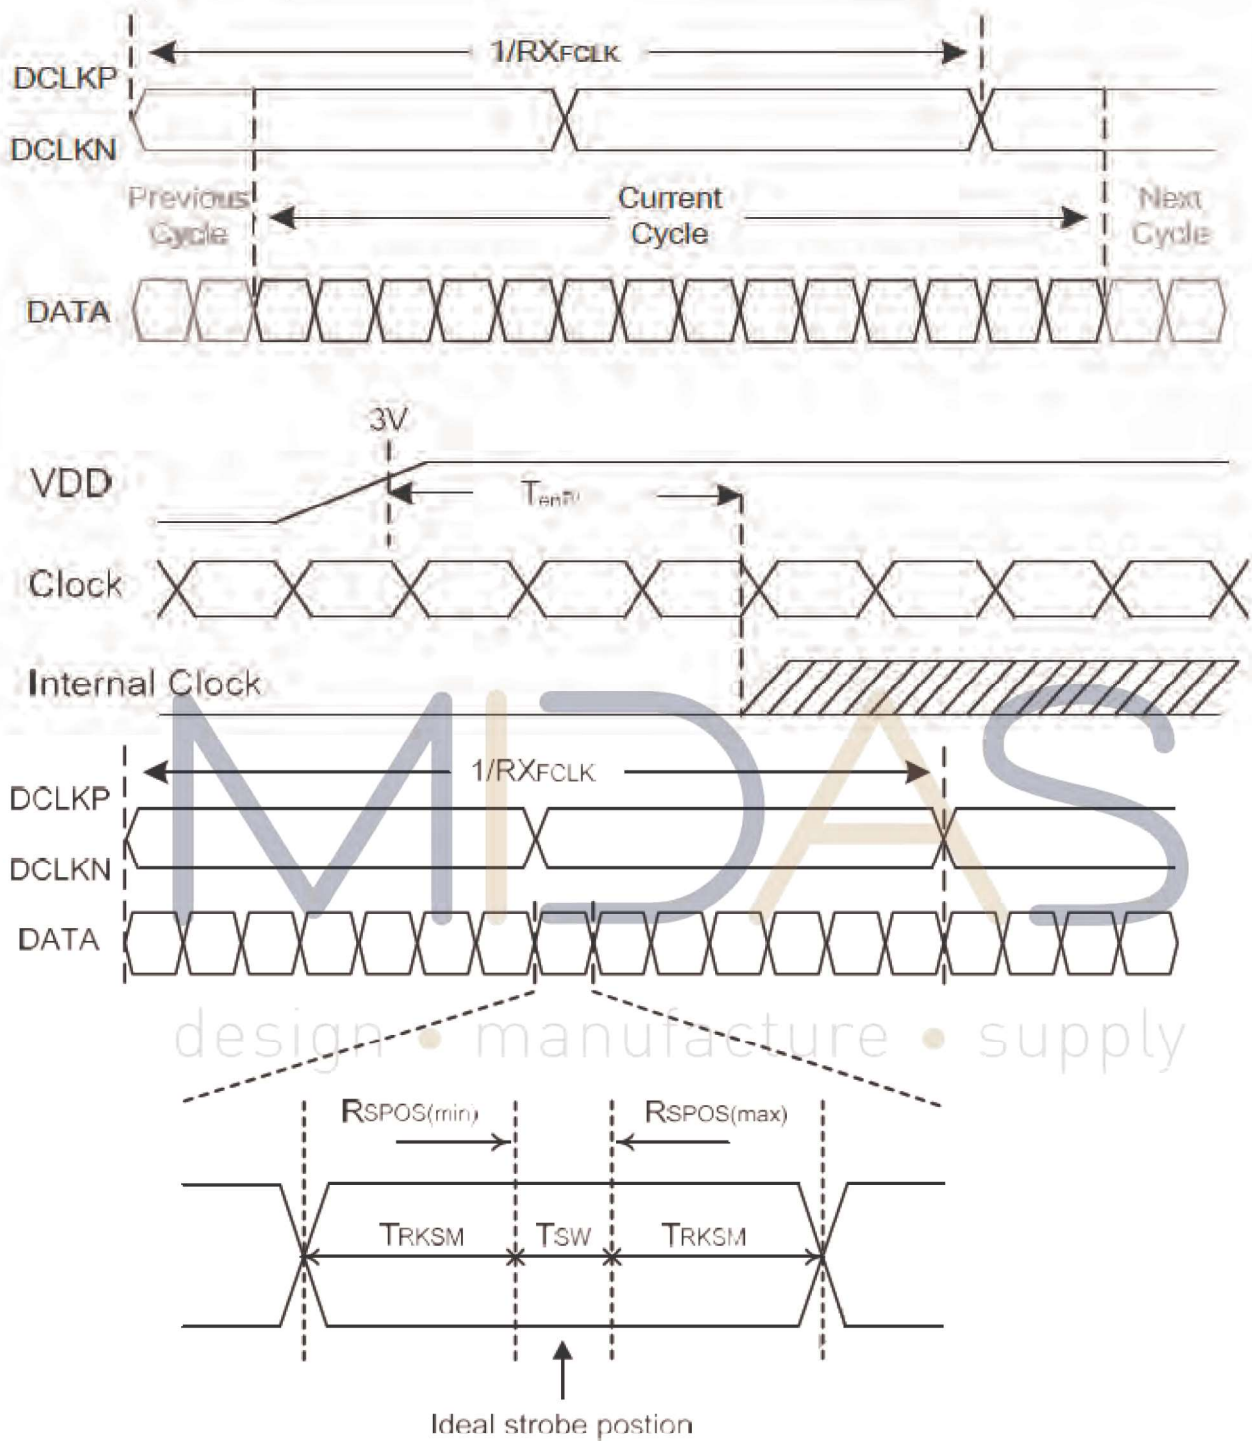 1/RXFCLK
DCLKP
DCLKN
Previous Cycle
Current Cycle
Next Cycle
DATA
3V
VDD
Clock
Internal Clock
MIDAS
1/RXFCLK
DCLKP
DCLKN
DATA
design • manufacture • supply
RSPOS(min)
RSPOS(max)
TRKSM
TSW
TRKSM
Ideal strobe postion